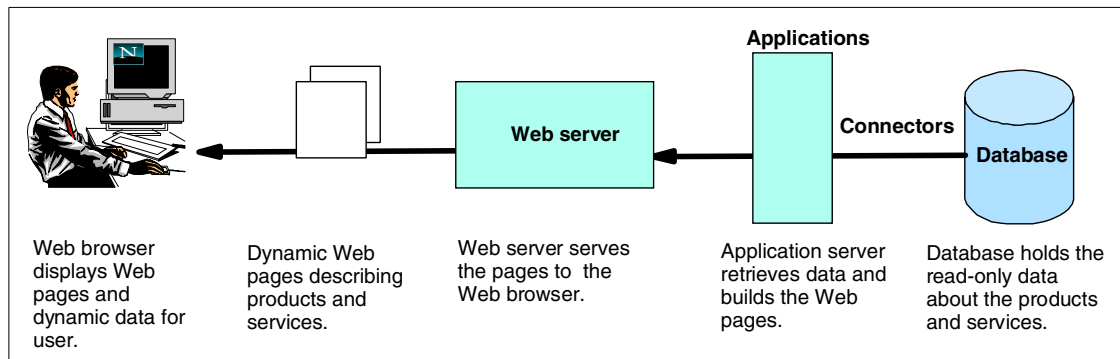 N
Applications
Web server
Connectors
Database
Web browser
displays Web
pages and
dynamic data for
user.
Dynamic Web
pages describing
products and
services.
Web server serves
the pages to the
Web browser.
Application server
retrieves data and
builds the Web
pages.
Database holds the
read-only data
about the products
and services.